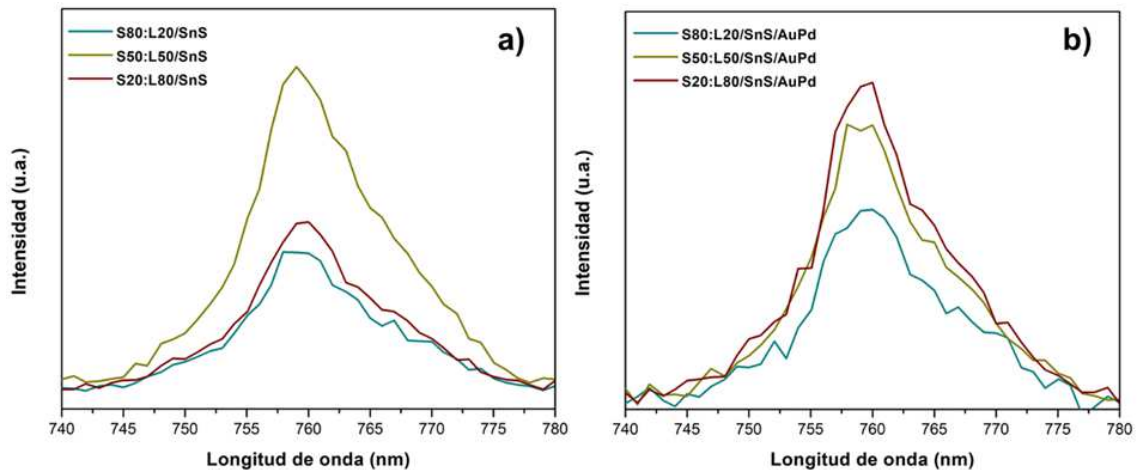 S80:L20/SnS
S50:L50/SnS
S20:L80/SnS
a)
Intensidad (u.a.)
740 745 750 755 760 765 770 775 780
Longitud de onda (nm)
S80:L20/SnS/AuPd
S50:L50/SnS/AuPd
S20:L80/SnS/AuPd
b)
Intensidad (u.a.)
740 745 750 755 760 765 770 775 780
Longitud de onda (nm)